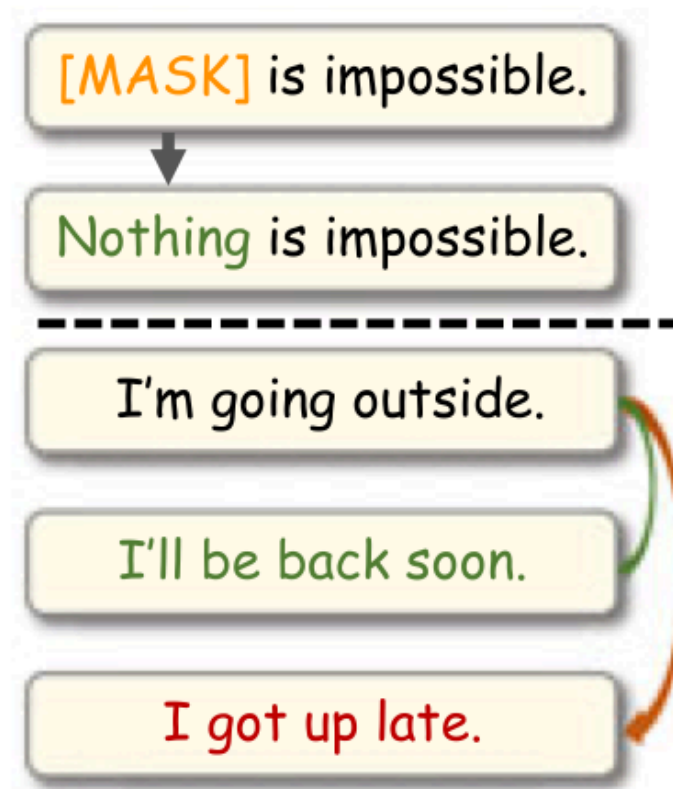 [MASK] is impossible.
Nothing is impossible.
I'm going outside.
I'll be back soon.
I got up late.